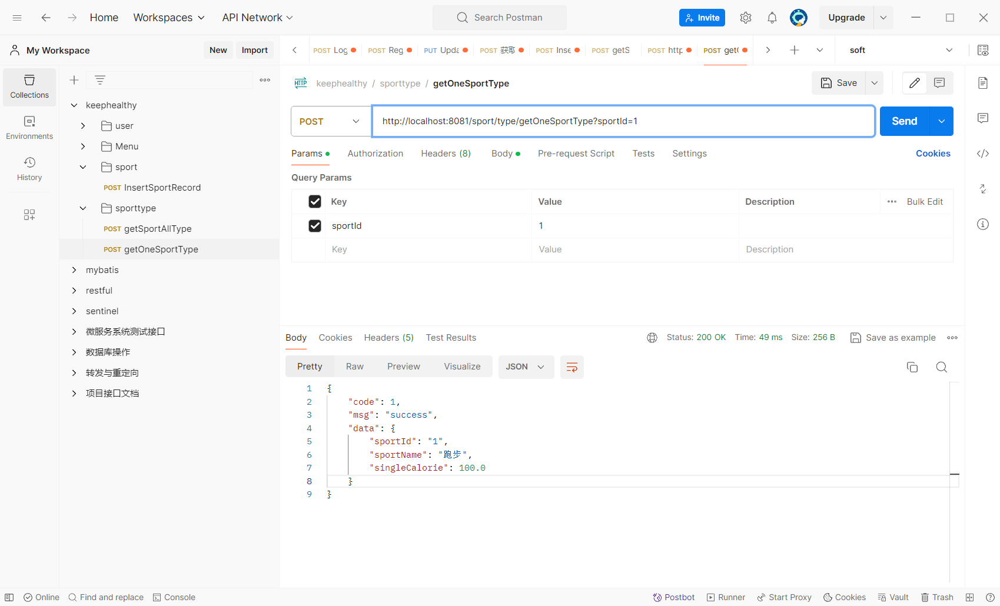 Home Workspaces API Network Search Postman Invite Upgrade
My Workspace New Import POST Log POST Reg PUT Upda POST 获取 POST Inse POST getS POST http POST getO soft
Collections
Environments
History
keephealthy
user
Menu
sport
POST InsertSportRecord
sporttype
POST getSportAllType
POST getOneSportType
mybatis
restful
sentinel
微服务系统测试接口
数据库操作
转发与重定向
项目接口文档
HTTP keephealthy / sporttype / getOneSportType Save
POST http://localhost:8081/sport/type/getOneSportType?sportId=1 Send
Params Authorization Headers (8) Body Pre-request Script Tests Settings Cookies
Query Params
Key Value Description Bulk Edit
sportId 1
Key Value Description
Body Cookies Headers (5) Test Results Status: 200 OK Time: 49 ms Size: 256 B Save as example
Pretty Raw Preview Visualize JSON
1 {
2 "code": 1,
3 "msg": "success",
4 "data": {
5 "sportId": "1",
6 "sportName": "跑步",
7 "singleCalorie": 100.0
8 }
9 }
Online Find and replace Console Postbot Runner Start Proxy Cookies Vault Trash